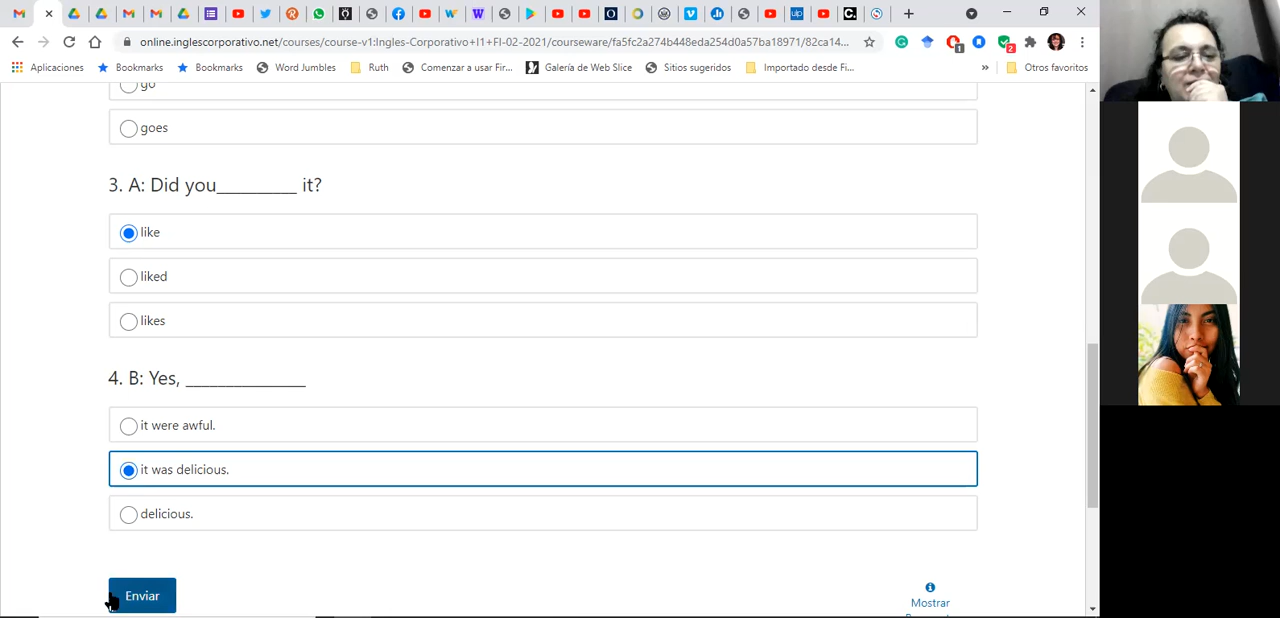 online.inglescorporativo.net/courses/course-v1:Ingles-Corporativo+I1+FI-02-2021/courseware/fa5fc2a274b448eda254d0a57ba18971/82ca14...
Aplicaciones Bookmarks Bookmarks Word Jumbles Ruth Comenzar a usar Fir... Galería de Web Slice Sitios sugeridos Importado desde Fi... » Otros favoritos
go
goes
3. A: Did you__________ it?
like
liked
likes
4. B: Yes, ______________
it were awful.
it was delicious.
delicious.
Enviar
Mostrar